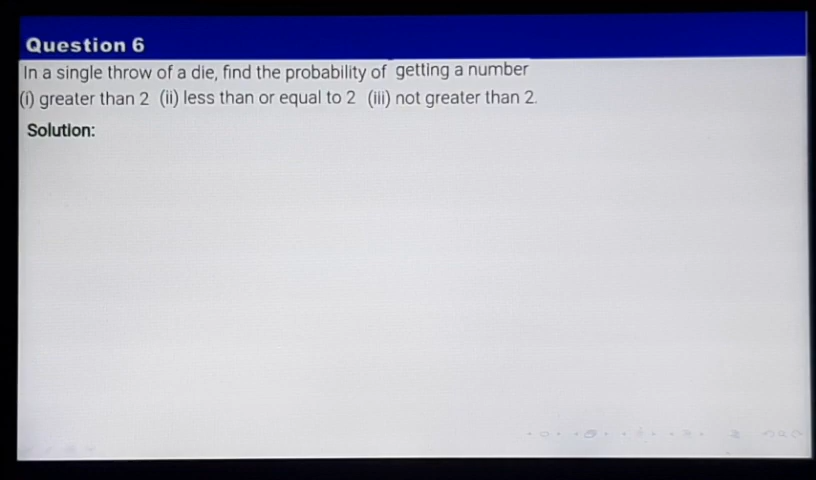 Question 6
In a single throw of a die, find the probability of getting a number
(i) greater than 2 (ii) less than or equal to 2 (iii) not greater than 2.
Solution: